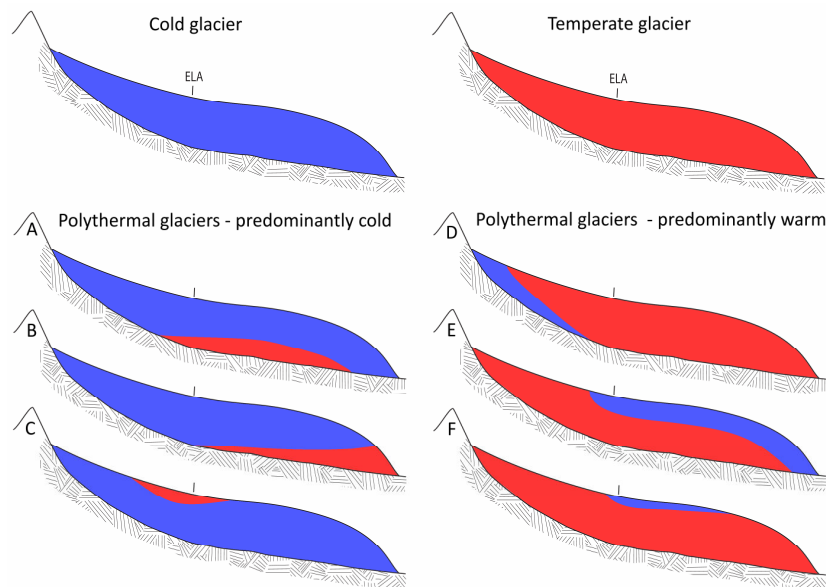 Cold glacier
Temperate glacier
ELA
ELA
Polythermal glaciers - predominantly cold
Polythermal glaciers - predominantly warm
A
D
B
E
C
F